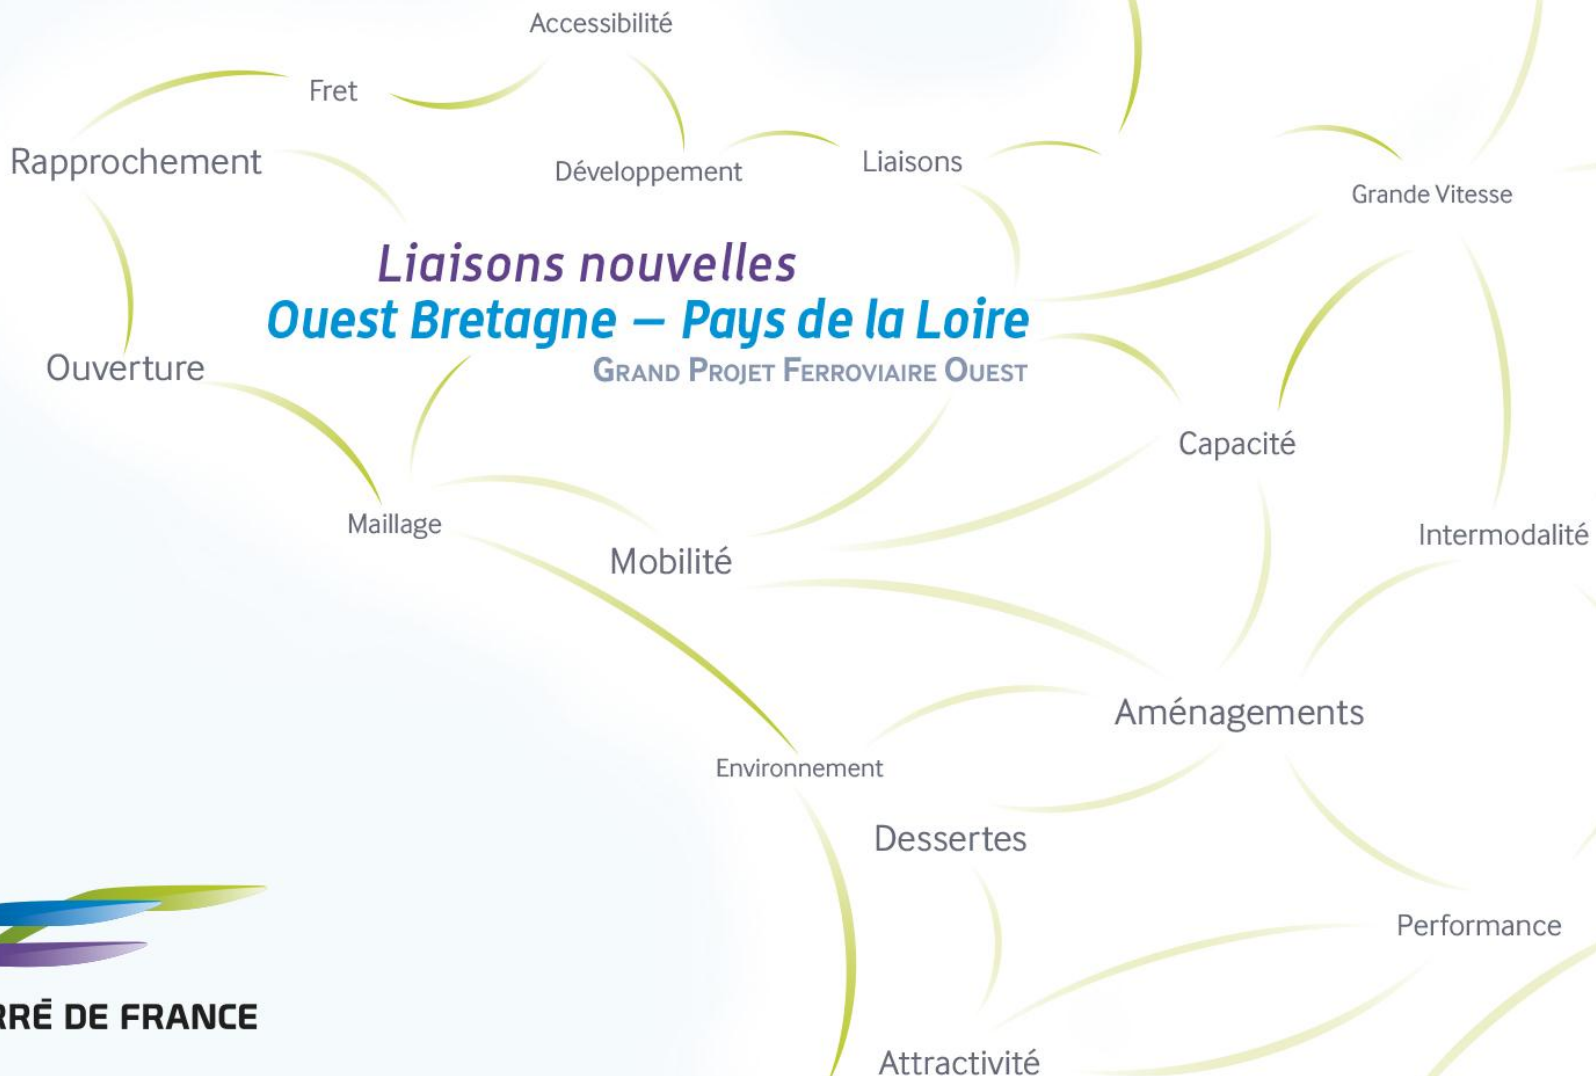 Accessibilité
Fret
Rapprochement
Développement
Liaisons
Grande Vitesse
Liaisons nouvelles
Ouest Bretagne – Pays de la Loire
GRAND PROJET FERROVIAIRE OUEST
Ouverture
Capacité
Maillage
Mobilité
Intermodalité
Aménagements
Environnement
Dessertes
Performance
RRÉ DE FRANCE
Attractivité